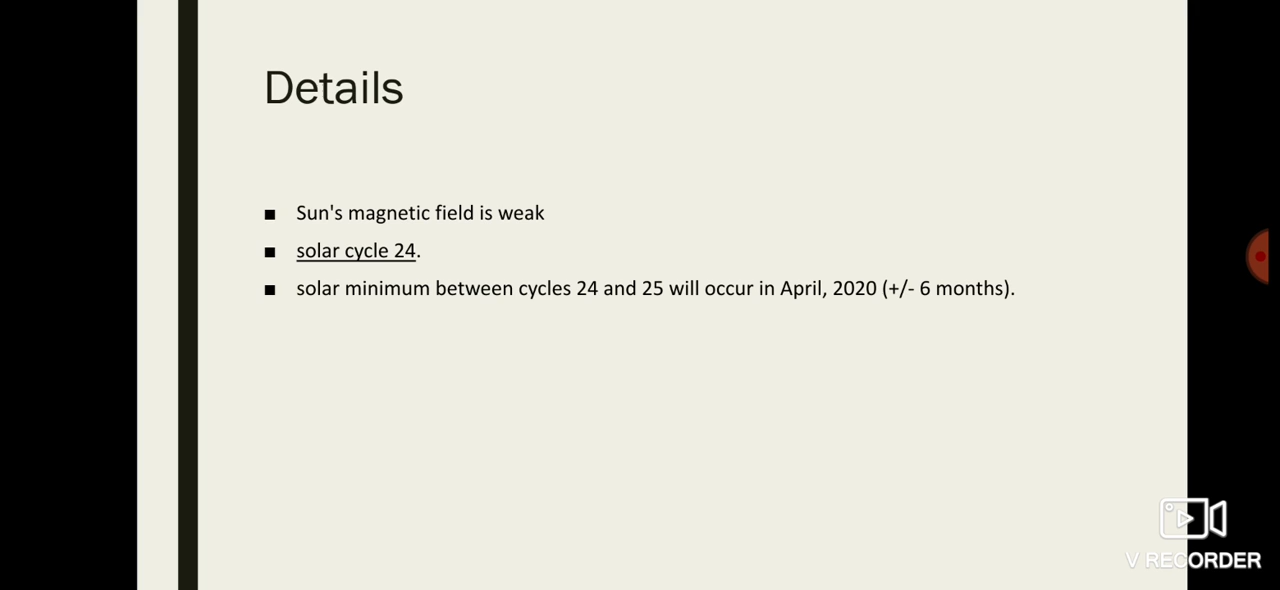 Details
Sun's magnetic field is weak
solar cycle 24.
solar minimum between cycles 24 and 25 will occur in April, 2020 (+/- 6 months).
V RECORDER